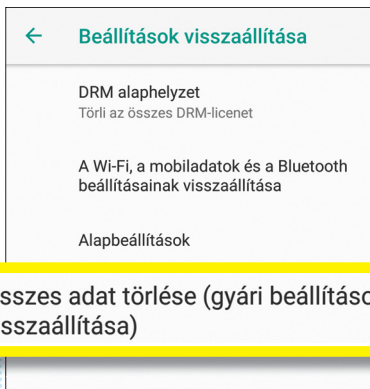 Beállítások visszaállítása
DRM alaphelyzet
Törli az összes DRM-licenet
A Wi-Fi, a mobiladatok és a Bluetooth
beállításainak visszaállítása
Alapbeállítások
sszes adat törlése (gyári beállításo
sszaállítása)